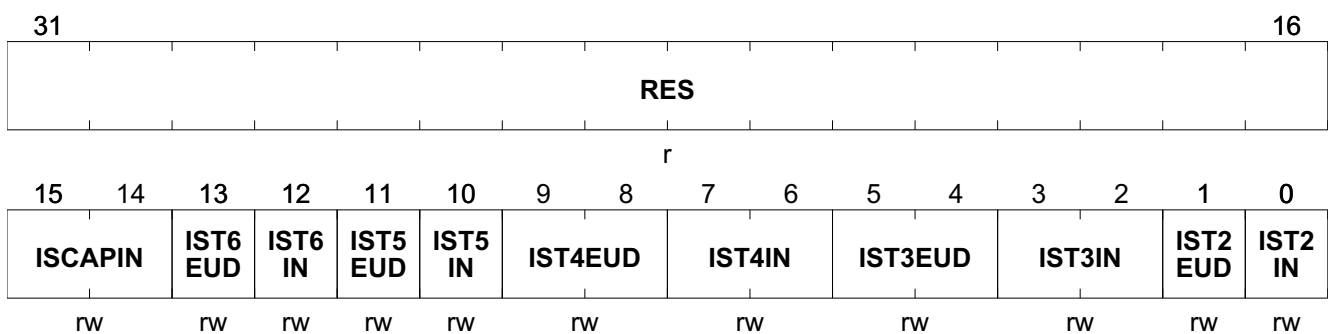 31 16
RES
r
15 14 13 12 11 10 9 8 7 6 5 4 3 2 1 0
ISCAPIN IST6 EUD IST6 IN IST5 EUD IST5 IN IST4EUD IST4IN IST3EUD IST3IN IST2 EUD IST2 IN
rw rw rw rw rw rw rw rw rw rw rw